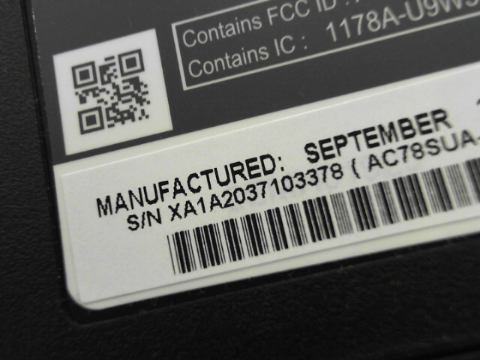 Contains FCC ID :
Contains IC : 1178A-U9W
MANUFACTURED: SEPTEMBER
S/N XA1A2037103378 ( AC78SUA-